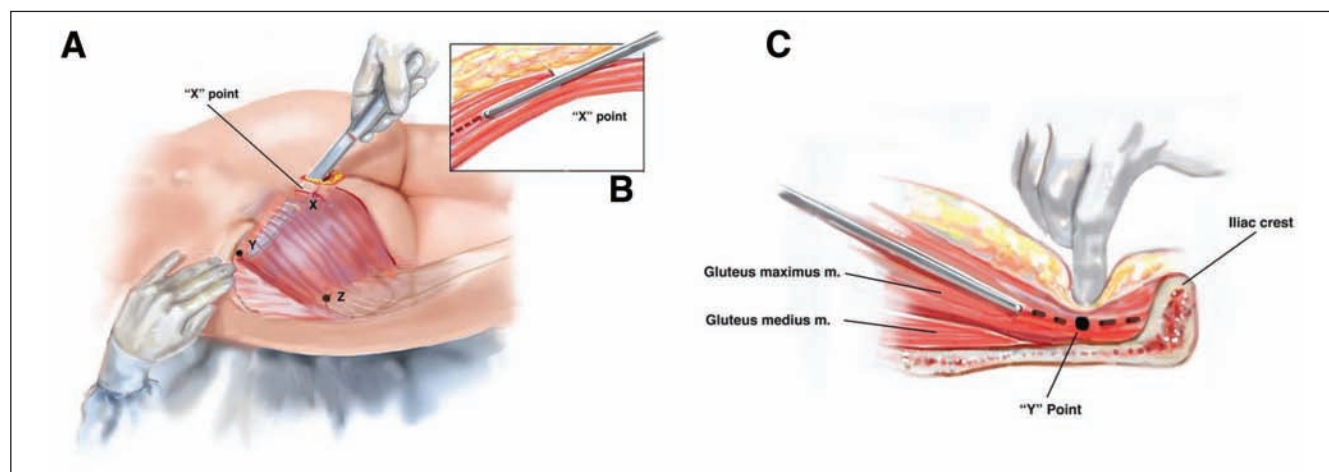 A
"X" point
X
Y
Z
"X" point
B
C
Iliac crest
Gluteus maximus m.
Gluteus medius m.
"Y" Point